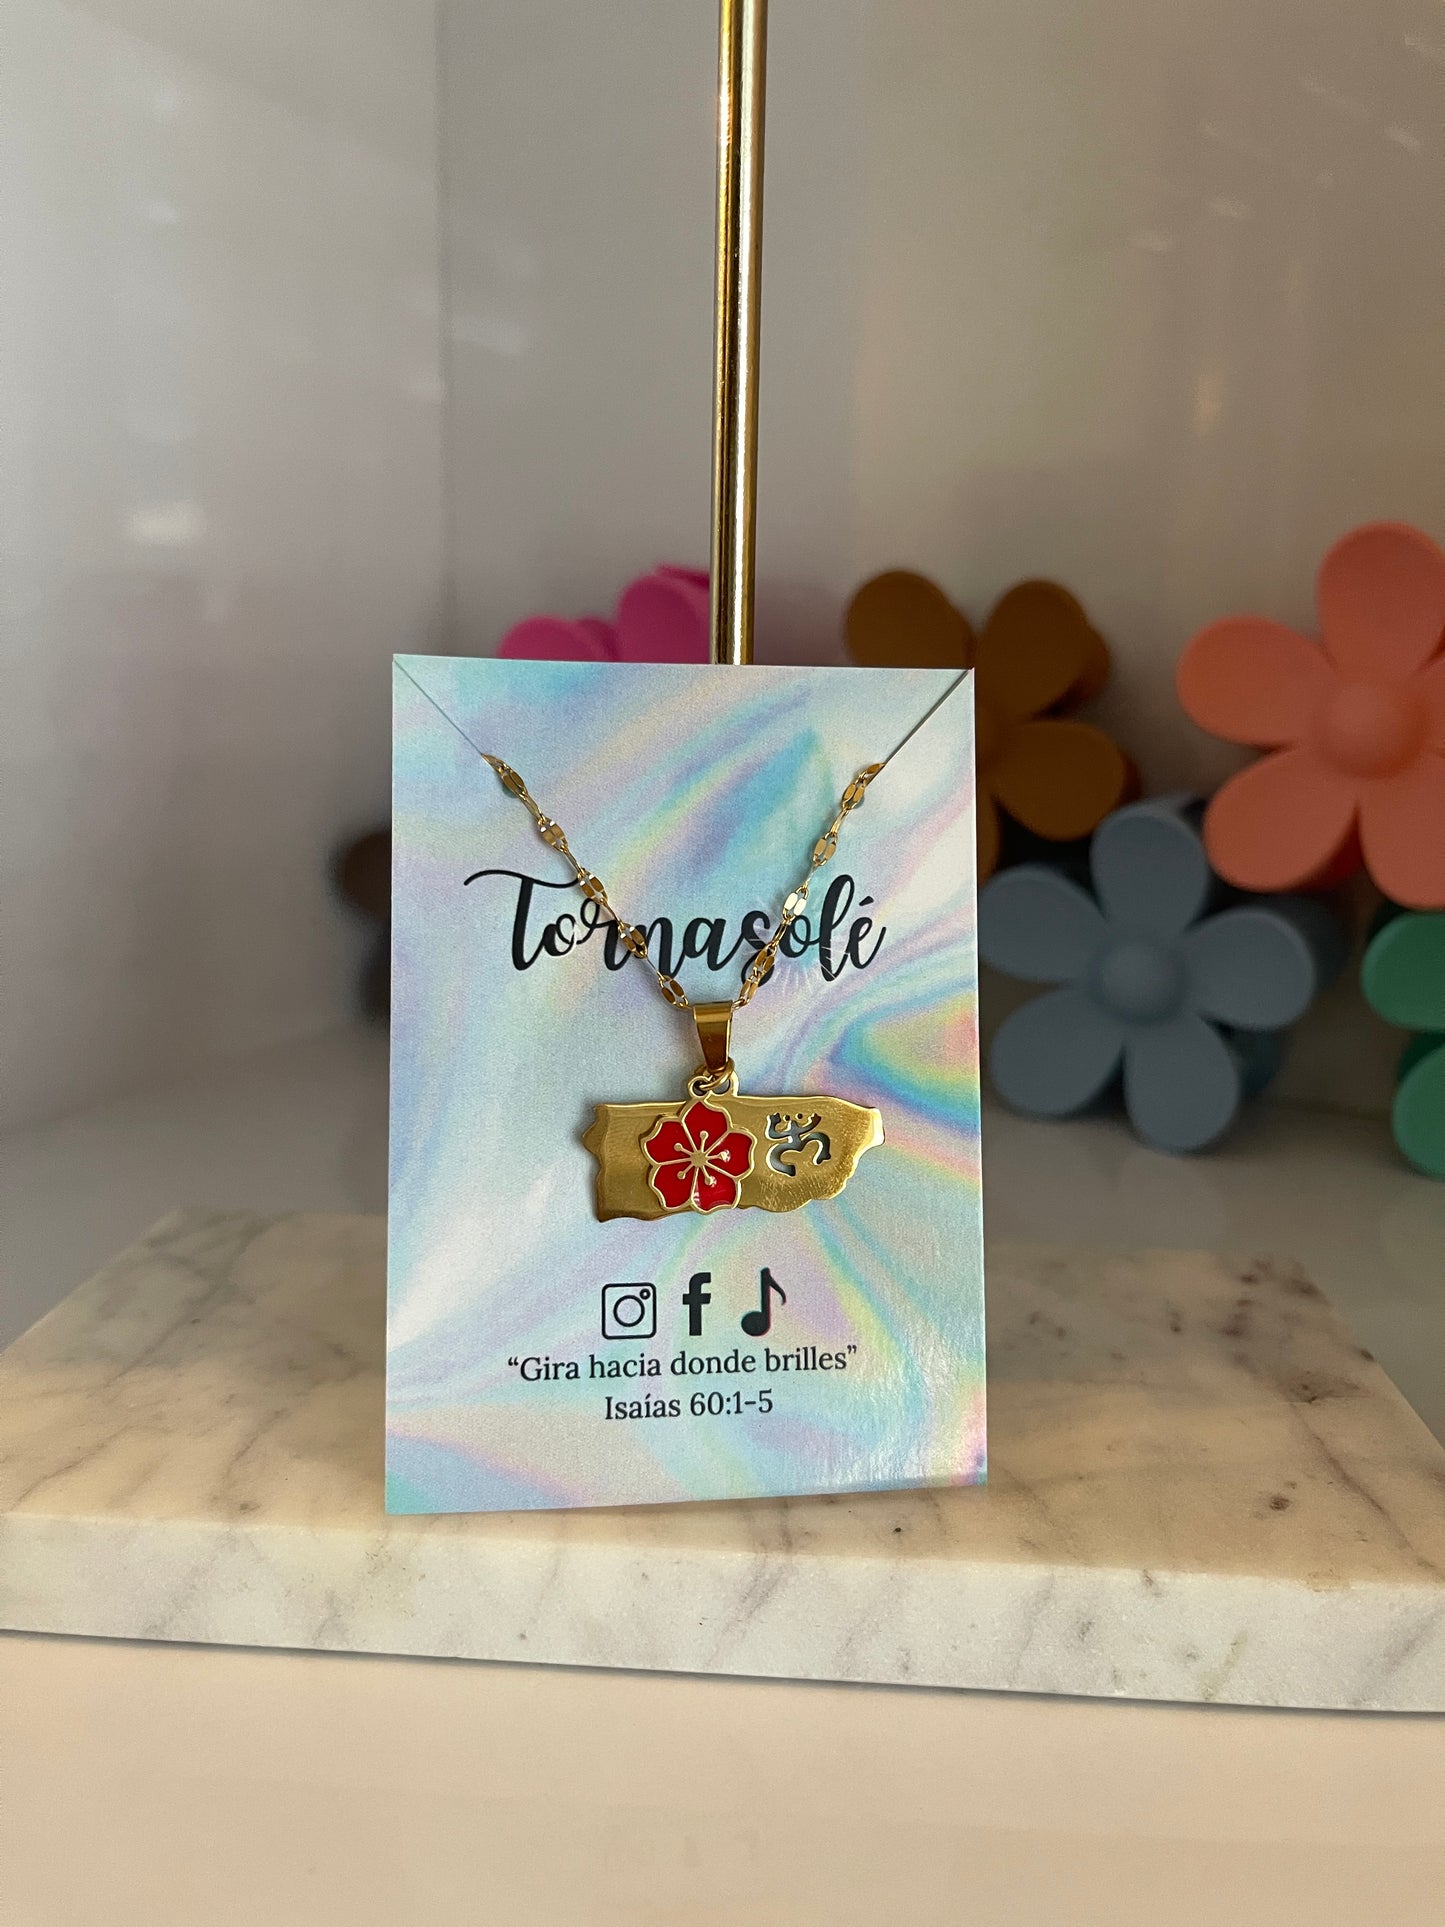 Tornasolé
“Gira hacia donde brilles”
Isaías 60:1-5